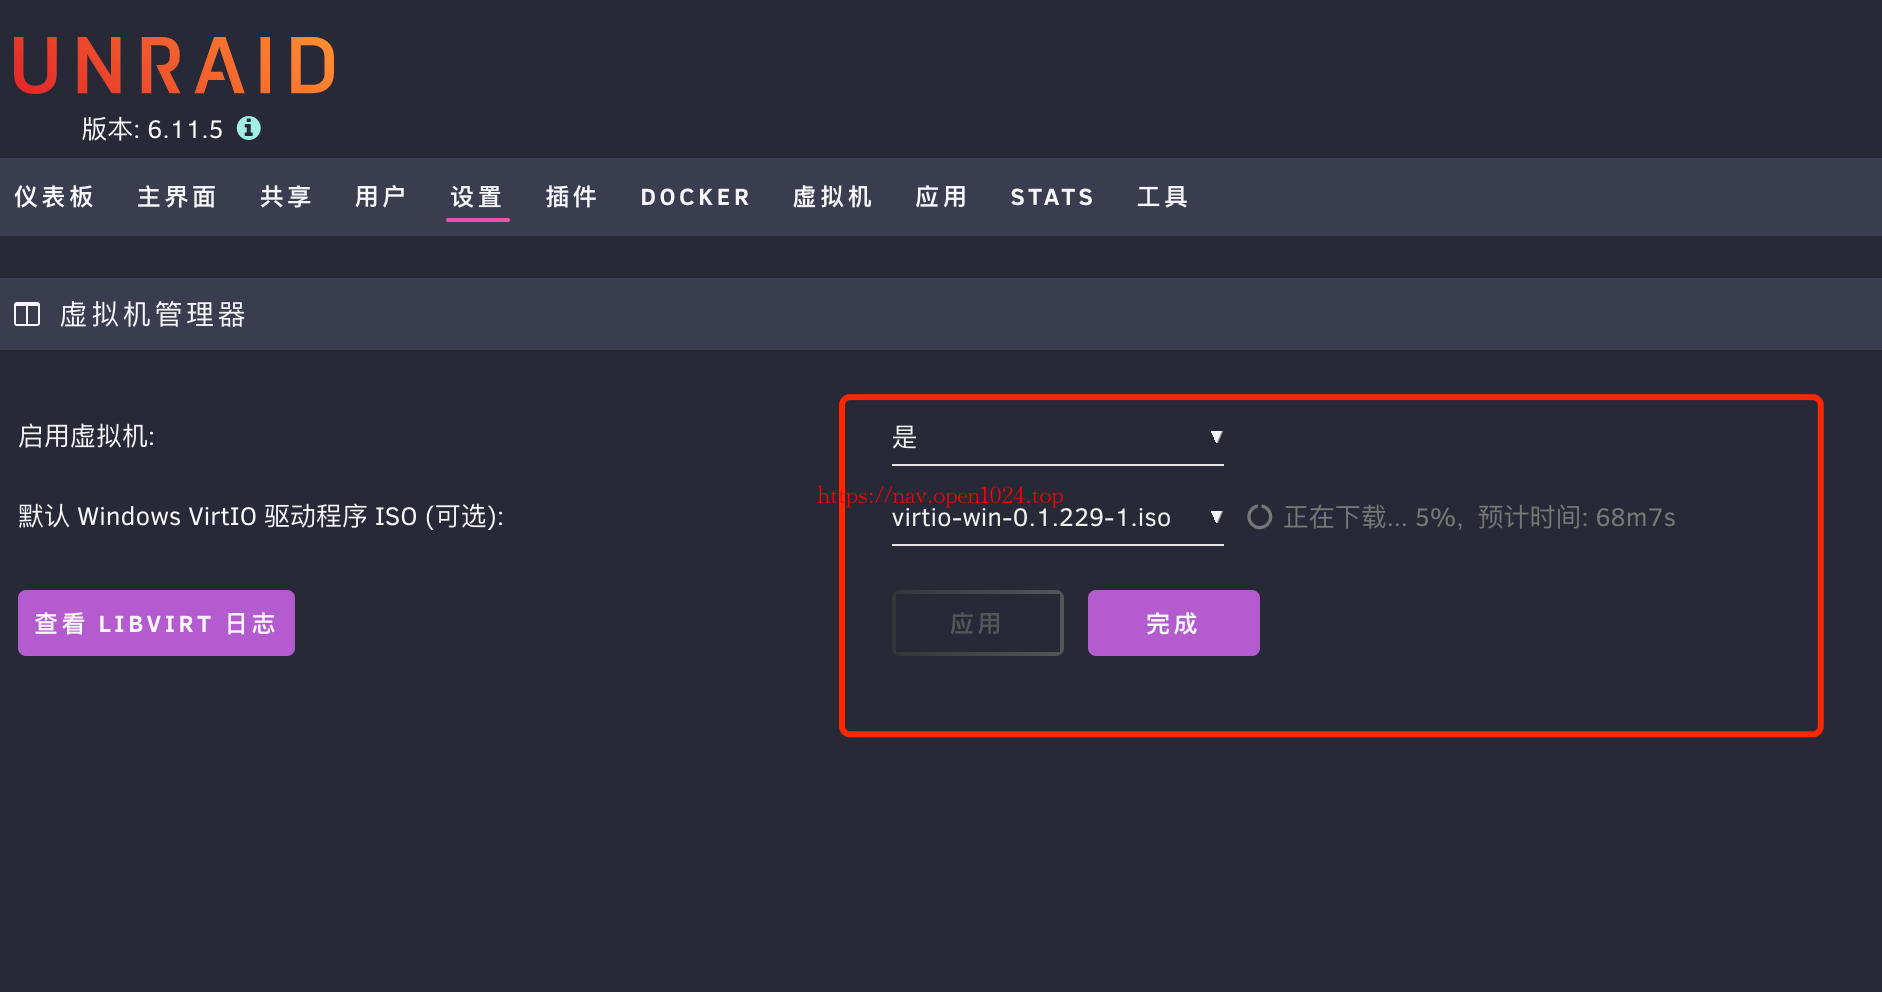 UNRAID
版本: 6.11.5
仪表板 主界面 共享 用户 设置 插件 DOCKER 虚拟机 应用 STATS 工具
虚拟机管理器
启用虚拟机: 是
https://nav.open1024.top
默认 Windows VirtIO 驱动程序 ISO (可选): virtio-win-0.1.229-1.iso 正在下载... 5%, 预计时间: 68m7s
查看 LIBVIRT 日志 应用 完成